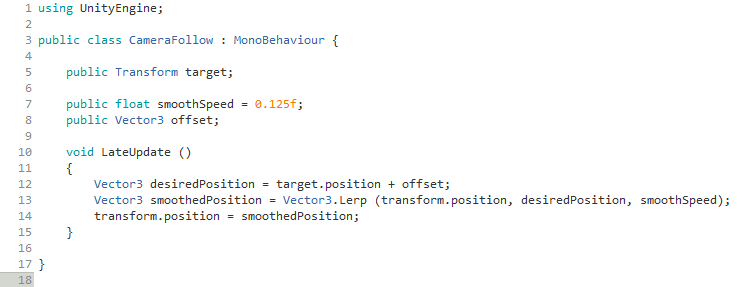 1 using UnityEngine;
2
3 public class CameraFollow : MonoBehaviour {
4
5     public Transform target;
6
7     public float smoothSpeed = 0.125f;
8     public Vector3 offset;
9
10     void LateUpdate ()
11     {
12         Vector3 desiredPosition = target.position + offset;
13         Vector3 smoothedPosition = Vector3.Lerp (transform.position, desiredPosition, smoothSpeed);
14         transform.position = smoothedPosition;
15     }
16
17 }
18